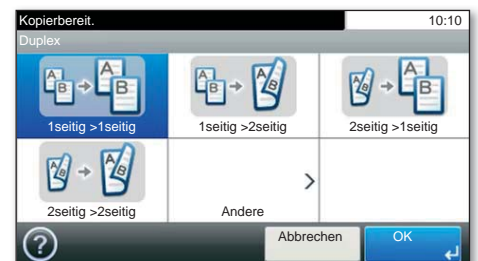 Kopierbereit. 10:10
Duplex
1seitig >1seitig 1seitig >2seitig 2seitig >1seitig
2seitig >2seitig Andere
Abbrechen OK